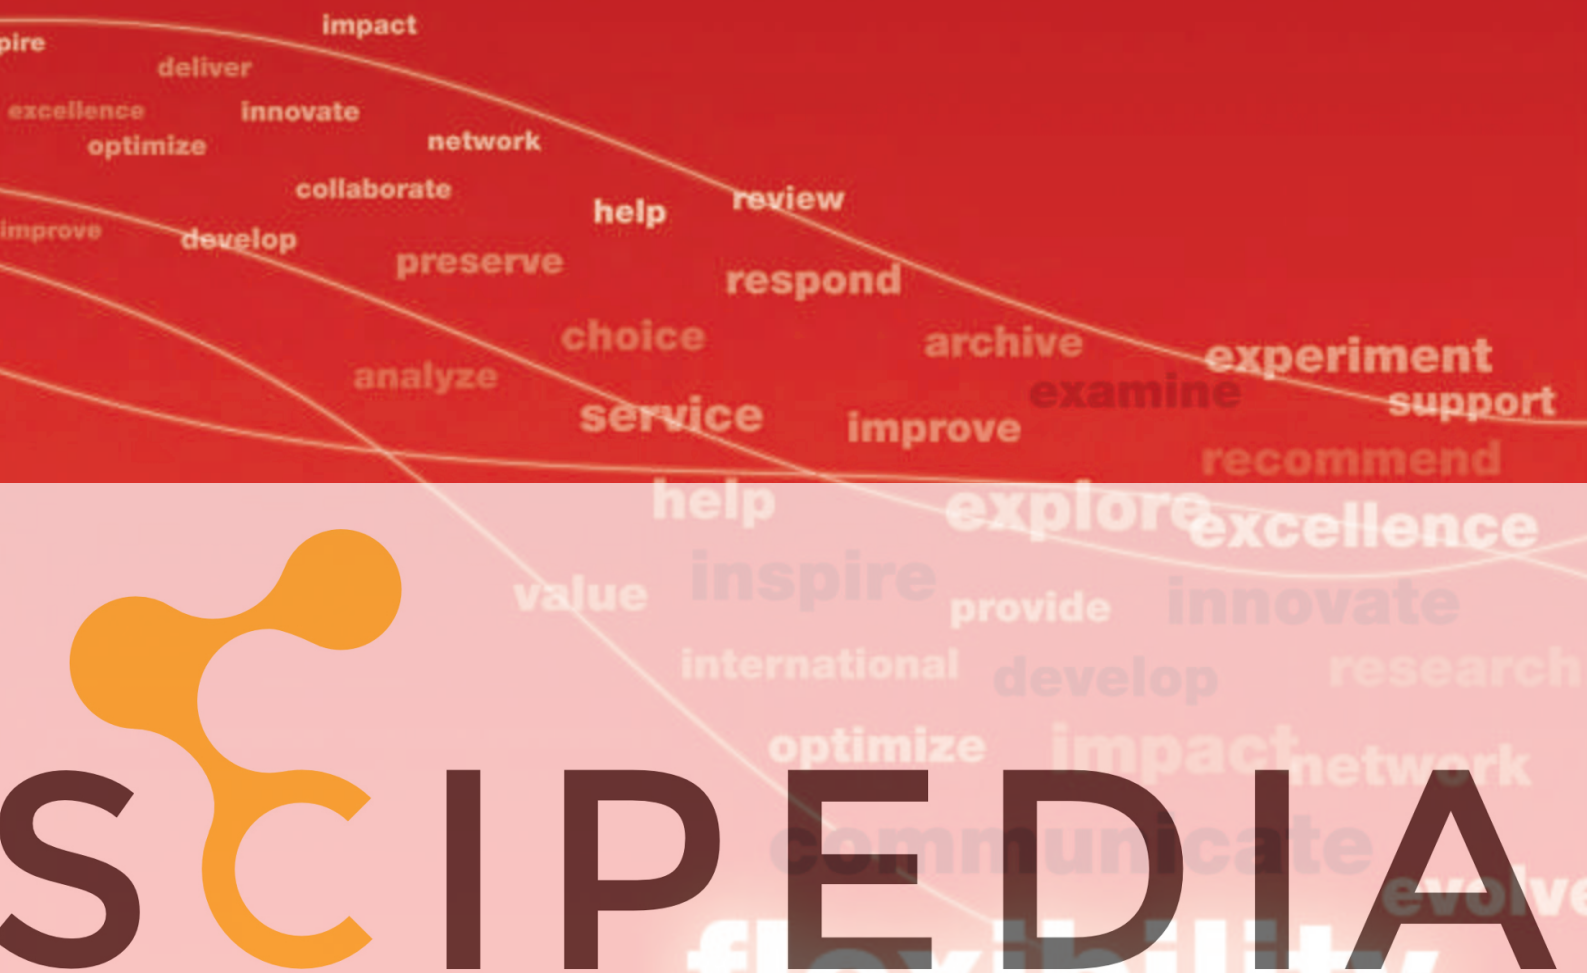 impact
pire
deliver
excellence innovate
optimize network
collaborate
help review
improve develop
preserve
respond
choice archive
experiment
analyze examine
support
service improve
recommend
help explore excellence
inspire
value provide innovate
international develop research
optimize impact network
SCIPEDIA
communicate
evolve
flexibility